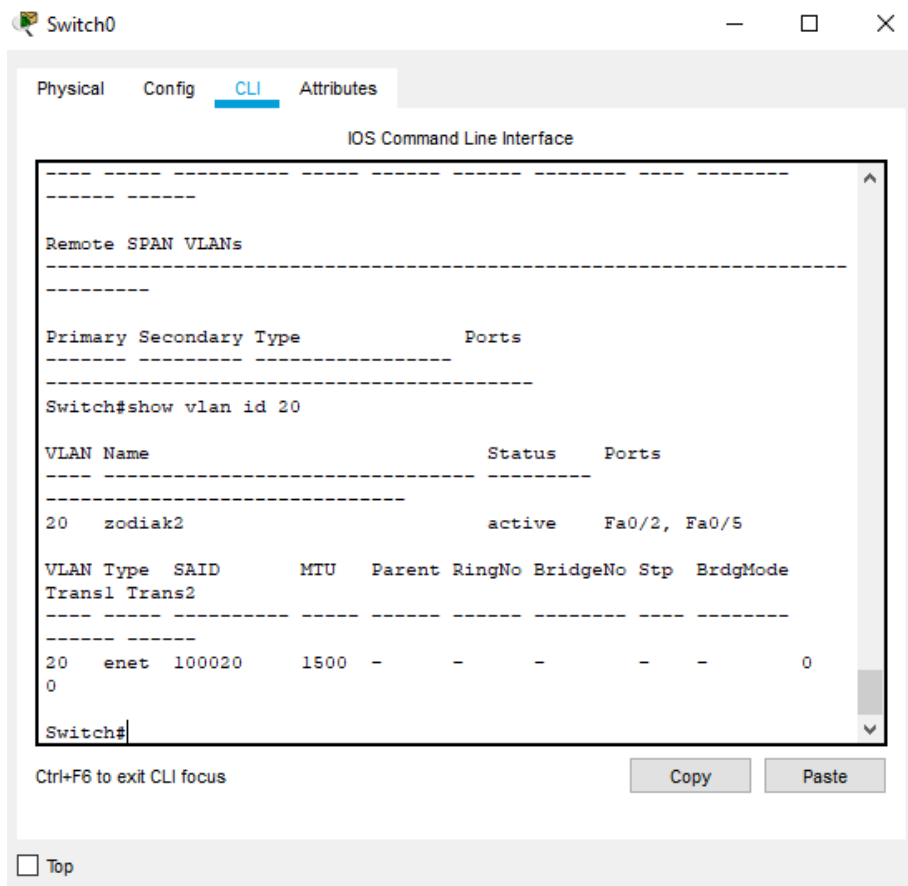 Switch0
Physical Config CLI Attributes
IOS Command Line Interface
---- ----- ---------- ----- ------ ------ -------- ---- --------
------ ------
Remote SPAN VLANs
---------------------------------------------------------------------
---------
Primary Secondary Type Ports
------- --------- -----------------
------------------------------------------
Switch#show vlan id 20
VLAN Name Status Ports
---- -------------------------------- ---------
-------------------------------
20 zodiak2 active Fa0/2, Fa0/5
VLAN Type SAID MTU Parent RingNo BridgeNo Stp BrdgMode
Trans1 Trans2
---- ----- ---------- ----- ------ ------ -------- ---- --------
------ ------
20 enet 100020 1500 - - - - - 0
0
Switch#
Ctrl+F6 to exit CLI focus
Copy Paste
Top